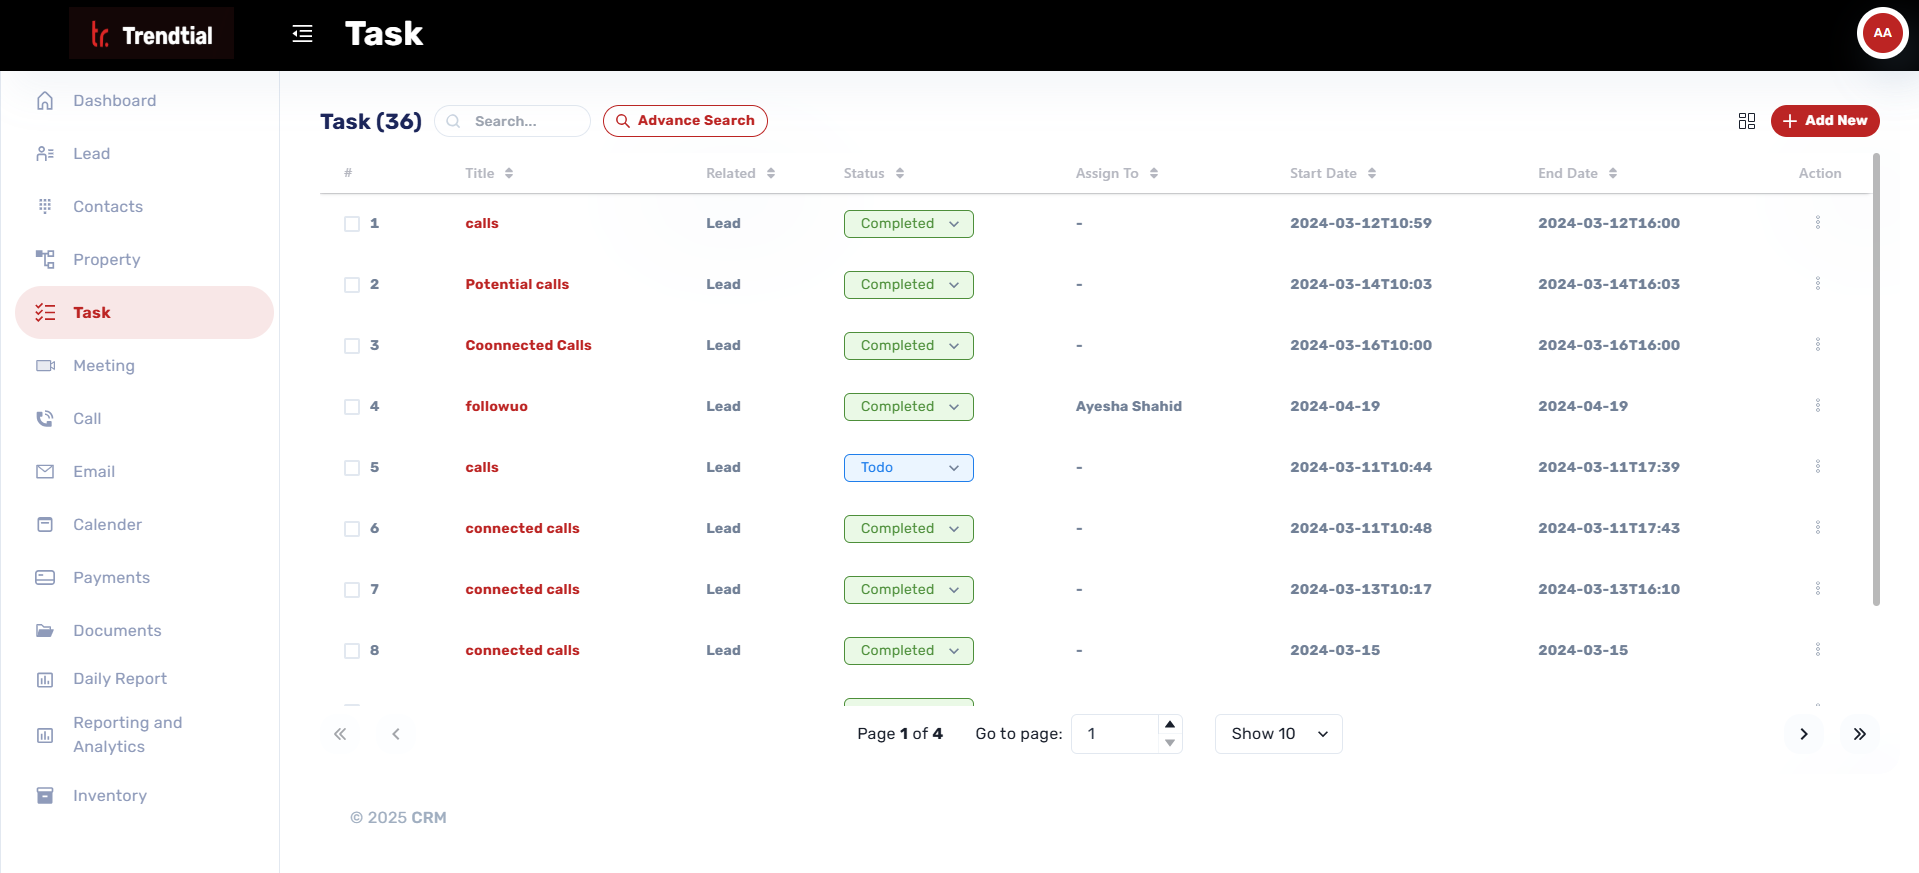 tr. Trendtial
Task
AA
Dashboard
Lead
Contacts
Property
Task
Meeting
Call
Email
Calender
Payments
Documents
Daily Report
Reporting and
Analytics
Inventory
Task (36)
Search...
Advance Search
Add New
# Title Related Status Assign To Start Date End Date Action
1 calls Lead Completed - 2024-03-12T10:59 2024-03-12T16:00
2 Potential calls Lead Completed - 2024-03-14T10:03 2024-03-14T16:03
3 Coonnected Calls Lead Completed - 2024-03-16T10:00 2024-03-16T16:00
4 followuo Lead Completed Ayesha Shahid 2024-04-19 2024-04-19
5 calls Lead Todo - 2024-03-11T10:44 2024-03-11T17:39
6 connected calls Lead Completed - 2024-03-11T10:48 2024-03-11T17:43
7 connected calls Lead Completed - 2024-03-13T10:17 2024-03-13T16:10
8 connected calls Lead Completed - 2024-03-15 2024-03-15
Page 1 of 4 Go to page: 1 Show 10
© 2025 CRM